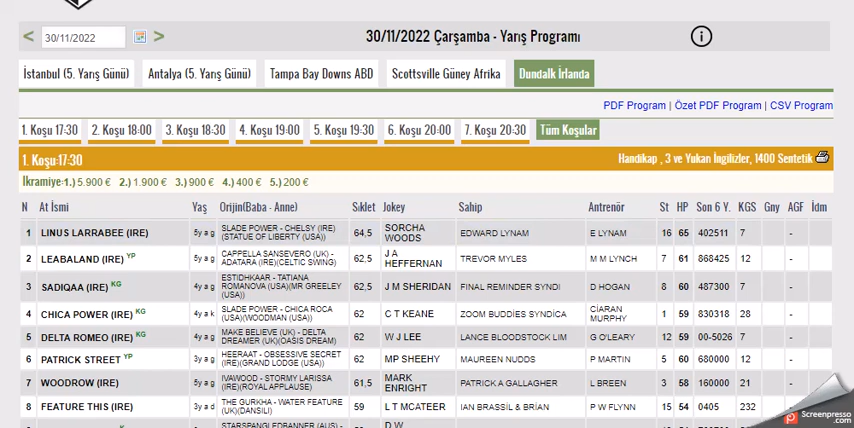 < 30/11/2022 >
30/11/2022 Çarşamba - Yarış Programı
İstanbul (5. Yarış Günü) Antalya (5. Yarış Günü) Tampa Bay Downs ABD Scottsville Güney Afrika Dundalk İrlanda
PDF Program | Özet PDF Program | CSV Program
1. Koşu 17:30 2. Koşu 18:00 3. Koşu 18:30 4. Koşu 19:00 5. Koşu 19:30 6. Koşu 20:00 7. Koşu 20:30 Tüm Koşular
1. Koşu:17:30 Handikap , 3 ve Yukarı İngilizler, 1400 Sentetik
İkramiye: 1.) 5.900 € 2.) 1.900 € 3.) 900 € 4.) 400 € 5.) 200 €
N At İsmi Yaş Orijin(Baba - Anne) Sıklet Jokey Sahip Antrenör St HP Son 6 Y. KGS Gny AGF İdm
1 LINUS LARRABEE (IRE) 5y a g SLADE POWER - CHELSY (IRE) (STATUE OF LIBERTY (USA)) 64,5 SORCHA WOODS EDWARD LYNAM E LYNAM 16 65 402511 7 -
2 LEABALAND (IRE) YP 5y a g CAPPELLA SANSEVERO (UK) - ADATARA (IRE)(CELTIC SWING) 62,5 J A HEFFERNAN TREVOR MYLES M M LYNCH 7 61 868425 12 -
3 SADIQAA (IRE) KG 4y a g ESTIDHKAAR - TATIANA ROMANOVA (USA)(MR GREELEY (USA)) 62,5 J M SHERIDAN FINAL REMINDER SYNDI D HOGAN 8 60 487300 7 -
4 CHICA POWER (IRE) KG 4y a k SLADE POWER - CHICA ROCA (USA)(WOODMAN (USA)) 62 C T KEANE ZOOM BUDDİES SYNDİCA CİARAN MURPHY 1 59 830318 28 -
5 DELTA ROMEO (IRE) KG 4y a g MAKE BELIEVE (UK) - DELTA DREAMER (UK)(OASIS DREAM) 62 W J LEE LANCE BLOODSTOCK LIM G O'LEARY 12 59 00-5026 7 -
6 PATRICK STREET YP 3y a g HEERAAT - OBSESSIVE SECRET (IRE)(GRAND LODGE (USA)) 62 MP SHEEHY MAUREEN NUDDS P MARTIN 5 60 680000 12 -
7 WOODROW (IRE) 5y a g IVAWOOD - STORMY LARISSA (IRE)(ROYAL APPLAUSE) 61,5 MARK ENRIGHT PATRICK A GALLAGHER L BREEN 3 58 160000 21 -
8 FEATURE THIS (IRE) 3y a d THE GURKHA - WATER FEATURE (UK)(DANSILI) 59 L T MCATEER SIAN BRASSİL & BRİAN P W FLYNN 15 54 0405 232 -
STARSPANGLEDBANNER (AUS) - D W
Screenpresso
.com